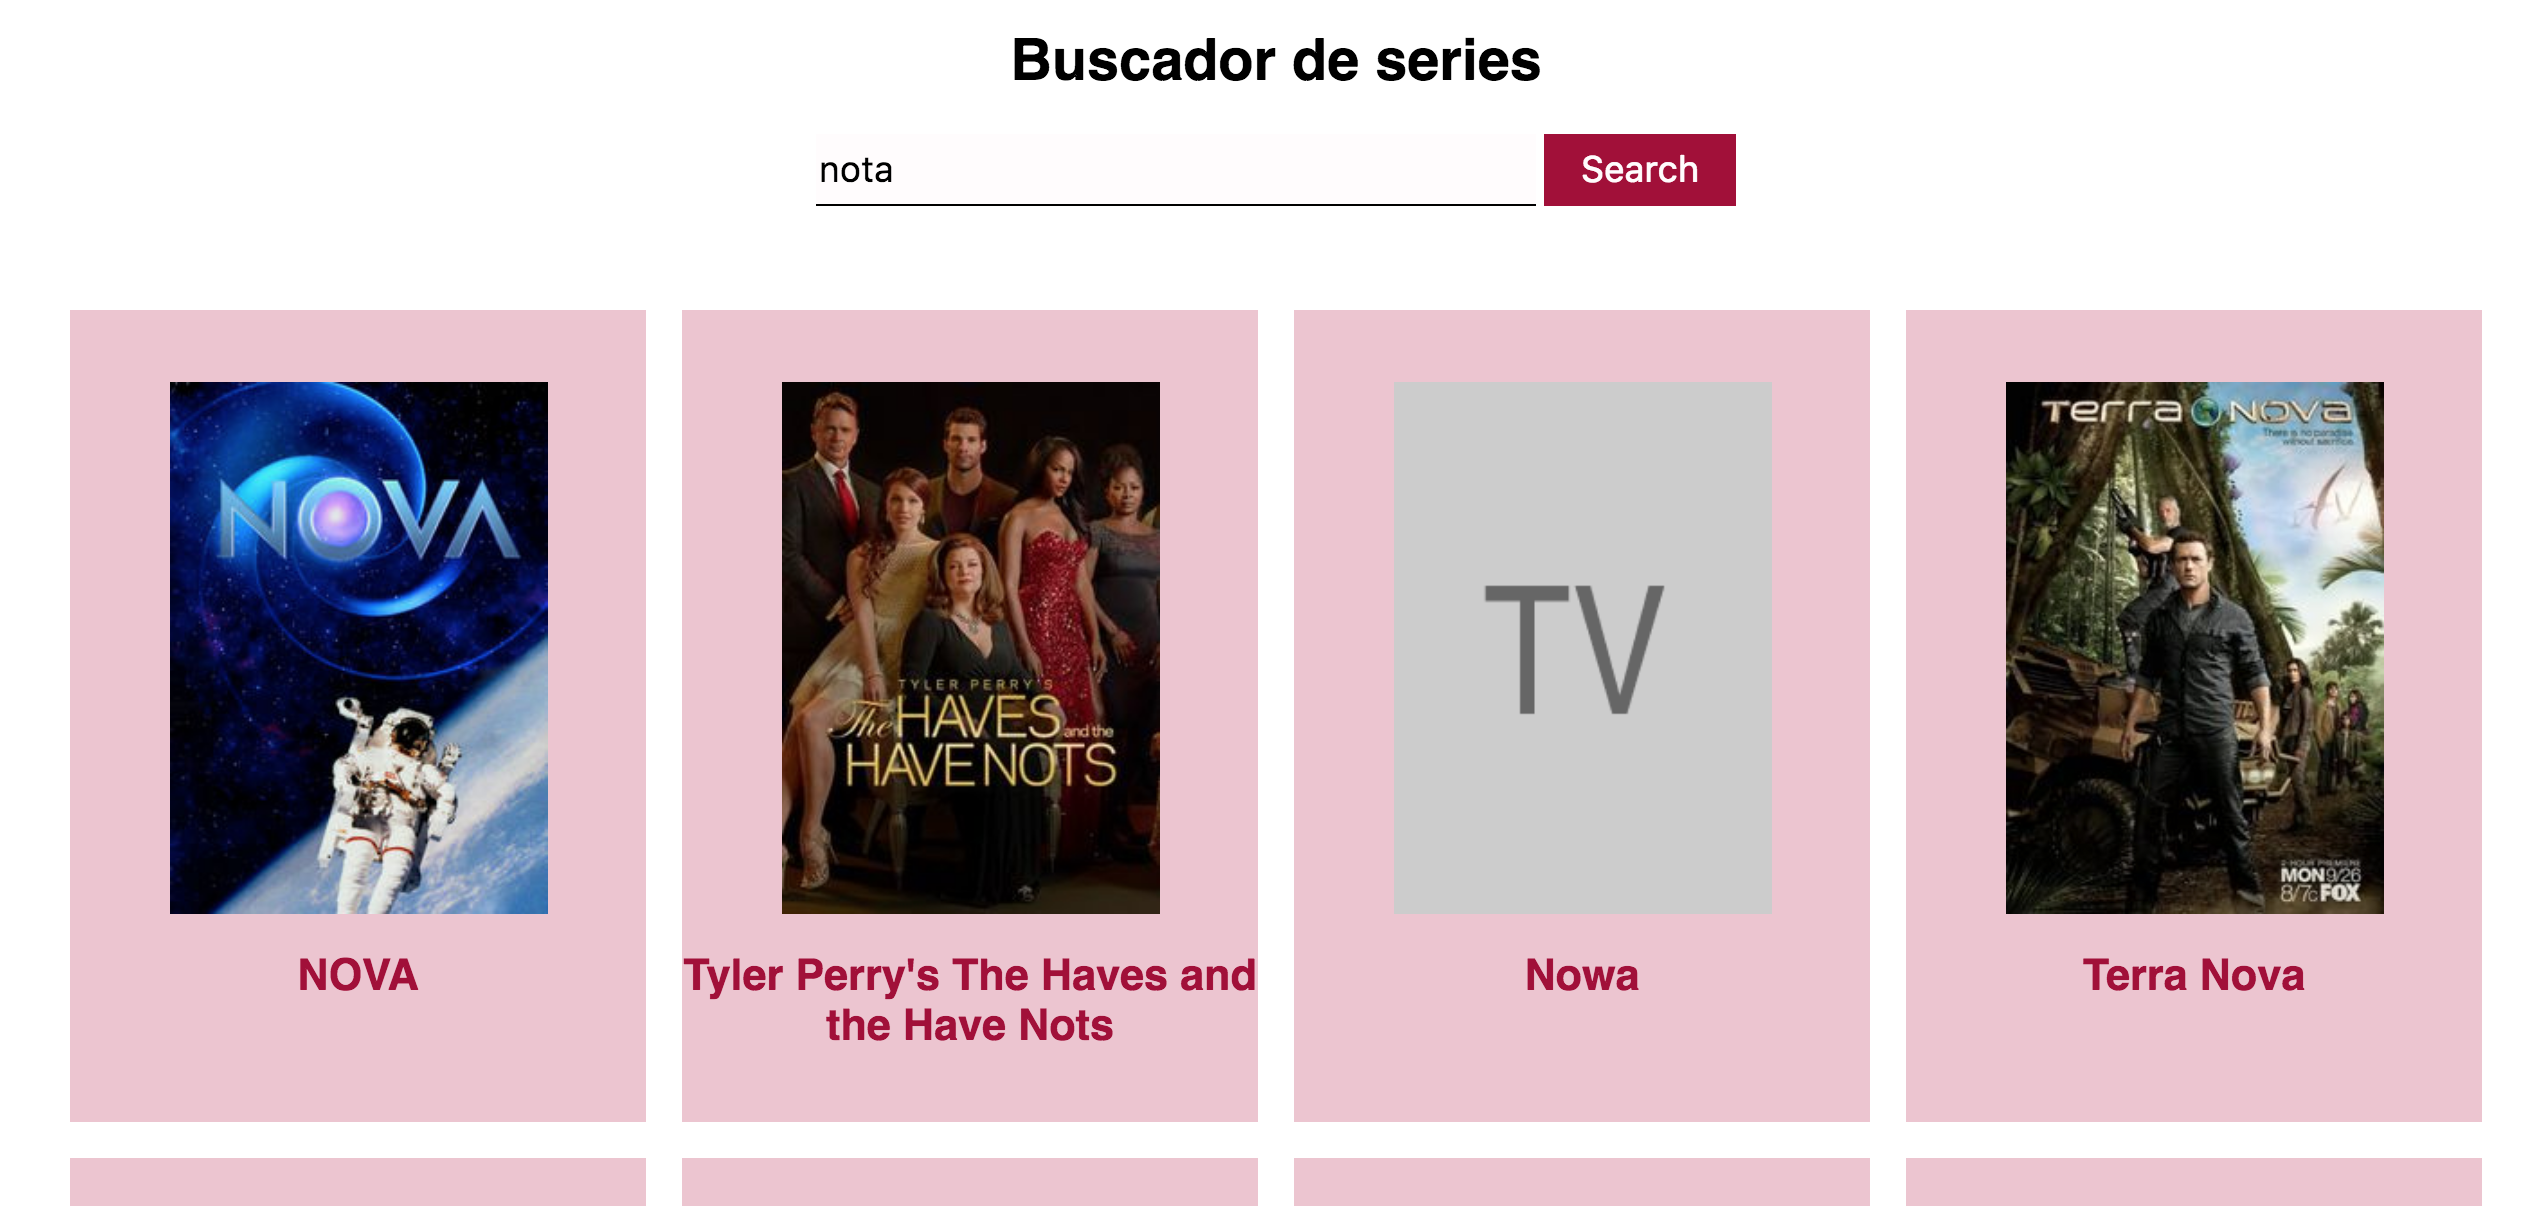 Buscador de series
nota
Search
NOVA
TYLER PERRY'S
The HAVES and the
HAVE NOTS
TV
Terra NOVA
There is no paradise
without sacrifice.
2-HOUR PREMIERE
MON 9/26
8/7c FOX
NOVA
Tyler Perry's The Haves and
the Have Nots
Nowa
Terra Nova